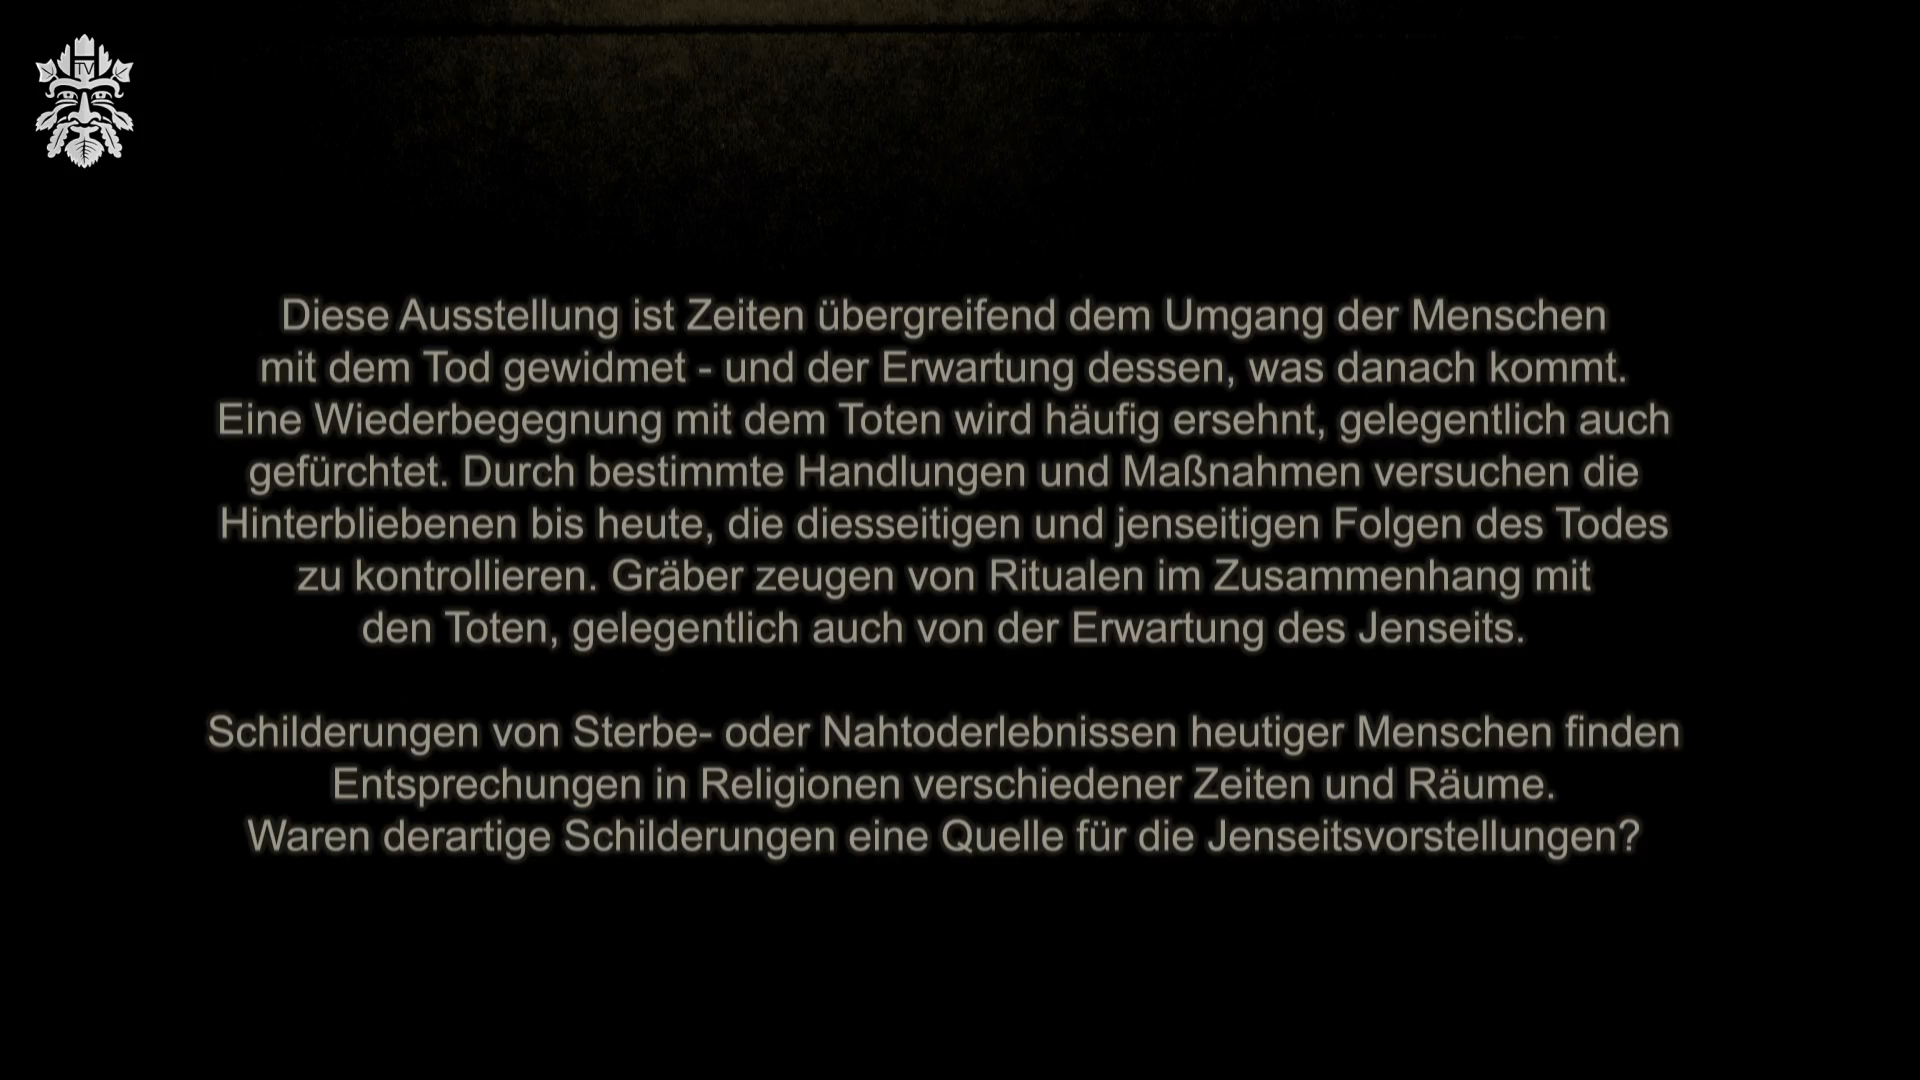 TV
Diese Ausstellung ist Zeiten übergreifend dem Umgang der Menschen
mit dem Tod gewidmet - und der Erwartung dessen, was danach kommt.
Eine Wiederbegegnung mit dem Toten wird häufig ersehnt, gelegentlich auch
gefürchtet. Durch bestimmte Handlungen und Maßnahmen versuchen die
Hinterbliebenen bis heute, die diesseitigen und jenseitigen Folgen des Todes
zu kontrollieren. Gräber zeugen von Ritualen im Zusammenhang mit
den Toten, gelegentlich auch von der Erwartung des Jenseits.
Schilderungen von Sterbe- oder Nahtoderlebnissen heutiger Menschen finden
Entsprechungen in Religionen verschiedener Zeiten und Räume.
Waren derartige Schilderungen eine Quelle für die Jenseitsvorstellungen?